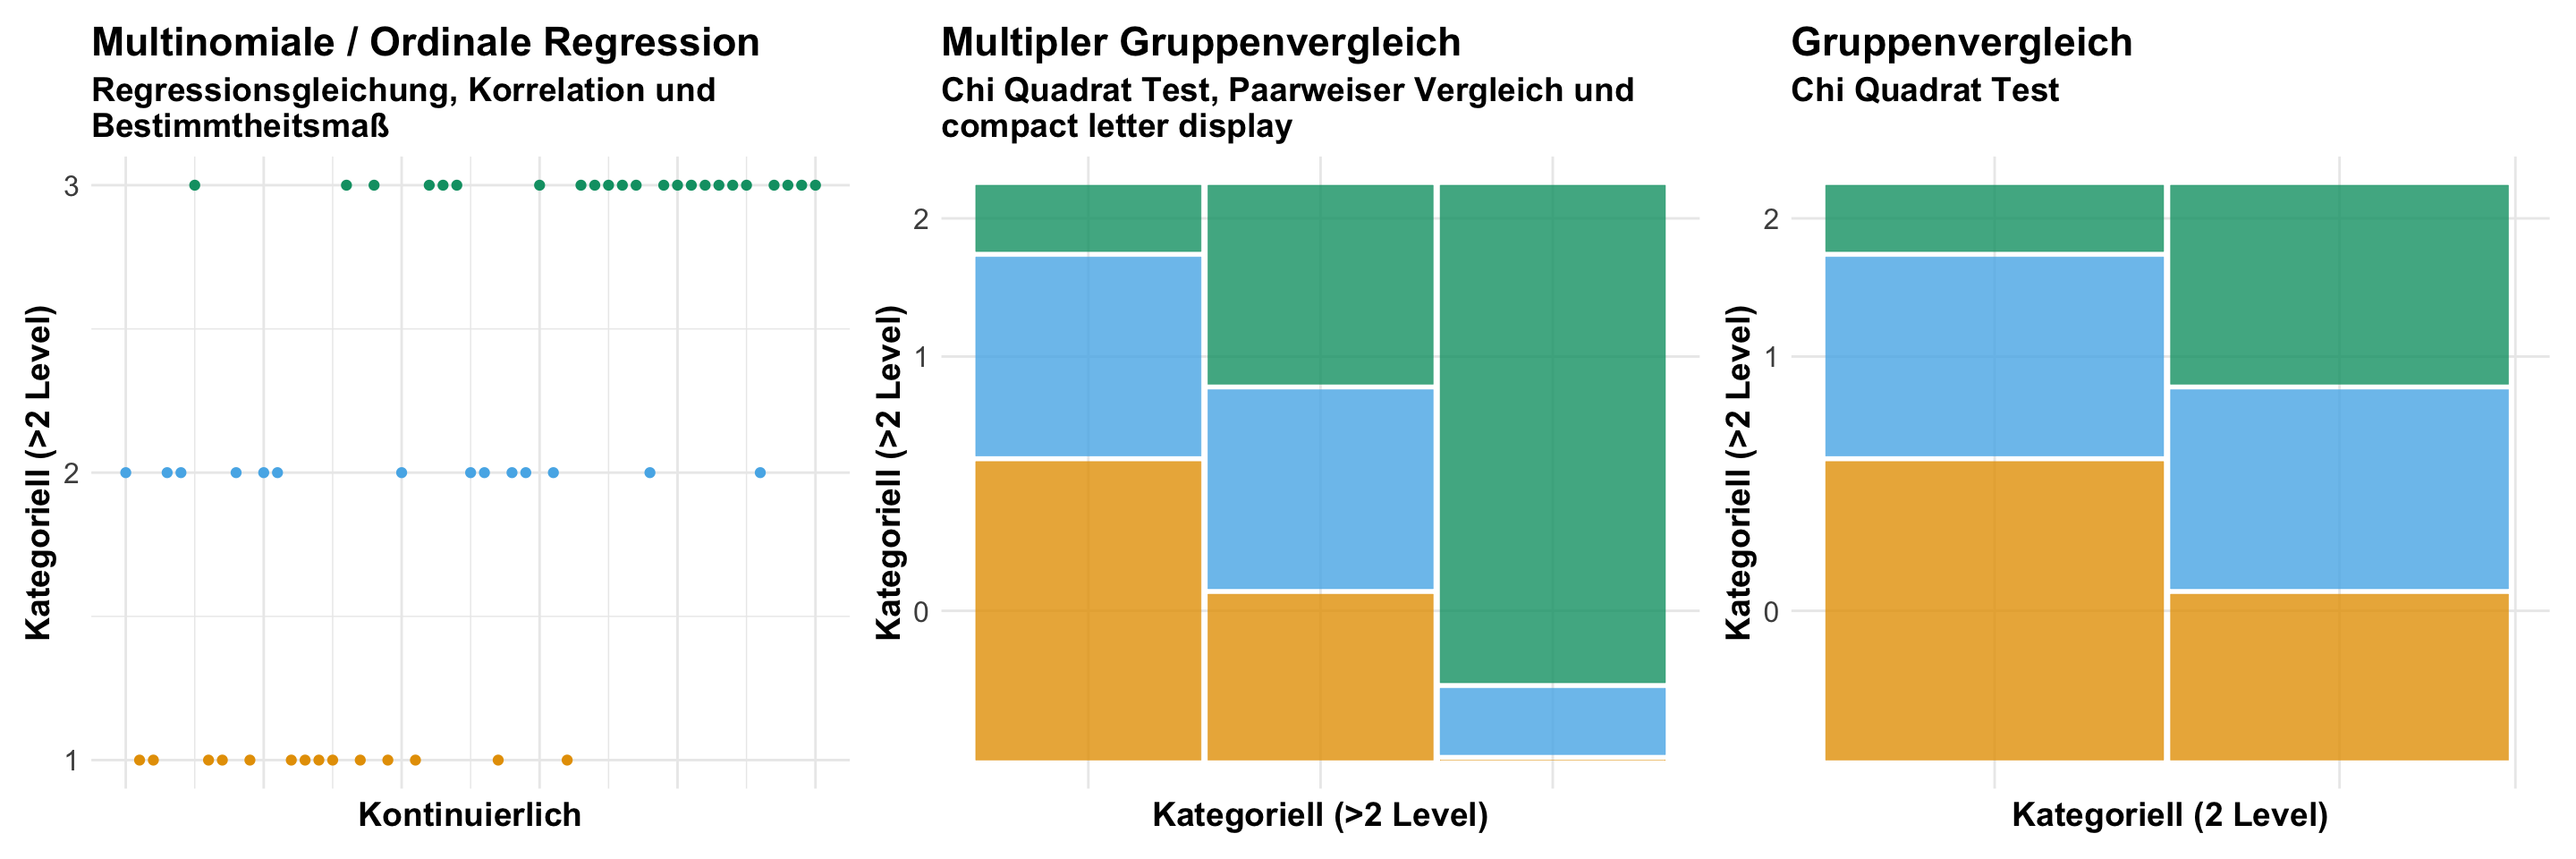 Multinomiale / Ordinale Regression
Regressionsgleichung, Korrelation und
Bestimmtheitsmaß
Kategoriell (>2 Level)
3
2
1
Kontinuierlich
Multipler Gruppenvergleich
Chi Quadrat Test, Paarweiser Vergleich und
compact letter display
Kategoriell (>2 Level)
2
1
0
Kategoriell (>2 Level)
Gruppenvergleich
Chi Quadrat Test
Kategoriell (>2 Level)
2
1
0
Kategoriell (2 Level)